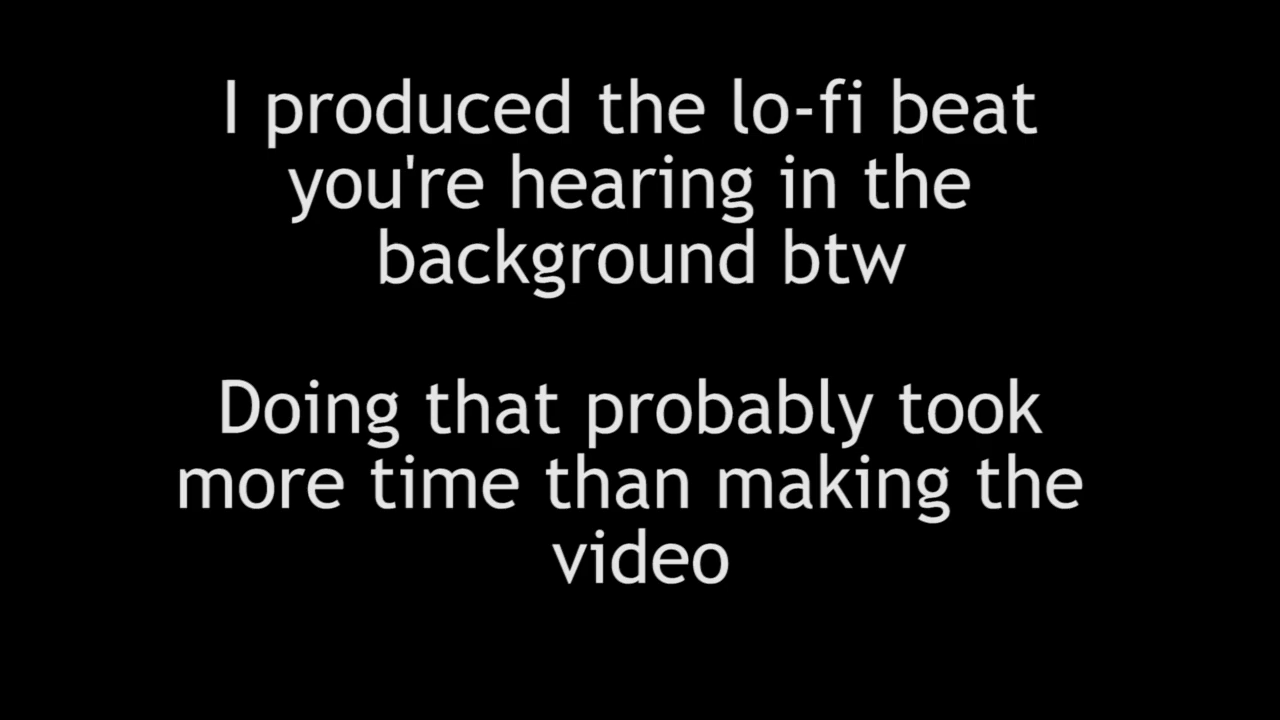 I produced the lo-fi beat
you're hearing in the
background btw
Doing that probably took
more time than making the
video